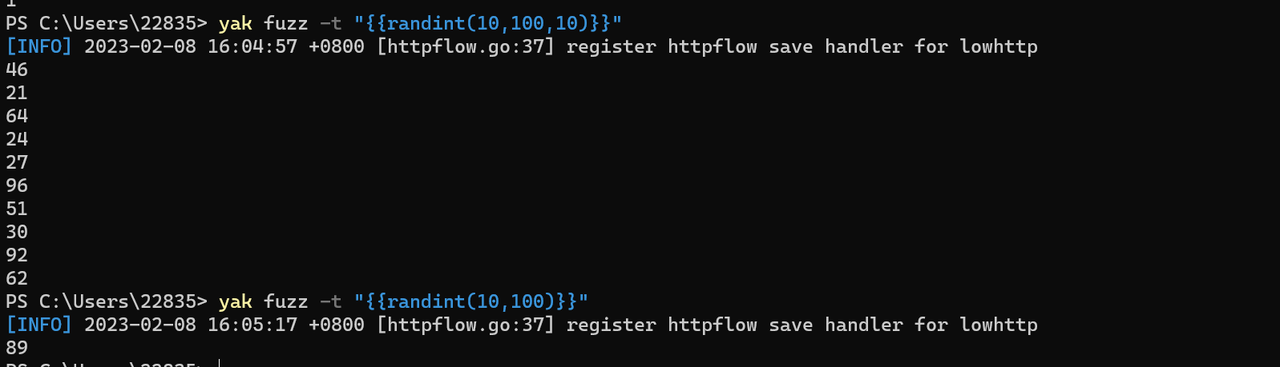 PS C:\Users\22835> yak fuzz -t "{{randint(10,100,10)}}"
[INFO] 2023-02-08 16:04:57 +0800 [httpflow.go:37] register httpflow save handler for lowhttp
46
21
64
24
27
96
51
30
92
62
PS C:\Users\22835> yak fuzz -t "{{randint(10,100)}}"
[INFO] 2023-02-08 16:05:17 +0800 [httpflow.go:37] register httpflow save handler for lowhttp
89
PS C:\Users\22835>